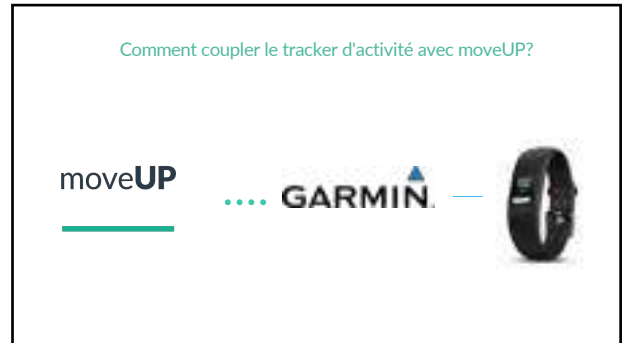 Comment coupler le tracker d'activité avec moveUP?
moveUP
GARMIN.